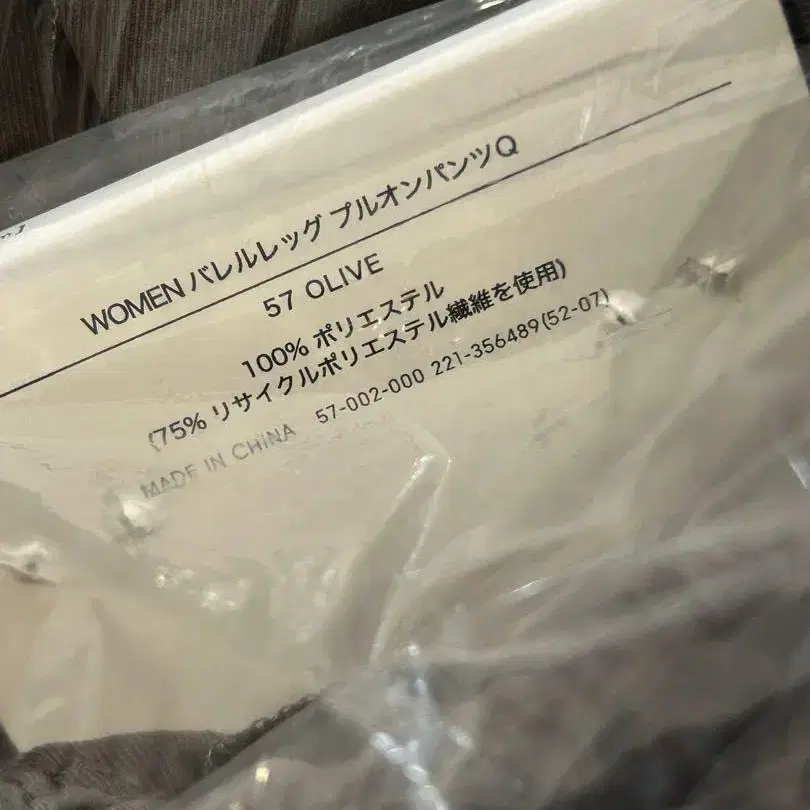 WOMEN バレルレッグ プルオンパンツQ
57 OLIVE
100% ポリエステル
(75% リサイクルポリエステル繊維を使用)
MADE IN CHINA 57-002-000 221-356489(52-07)